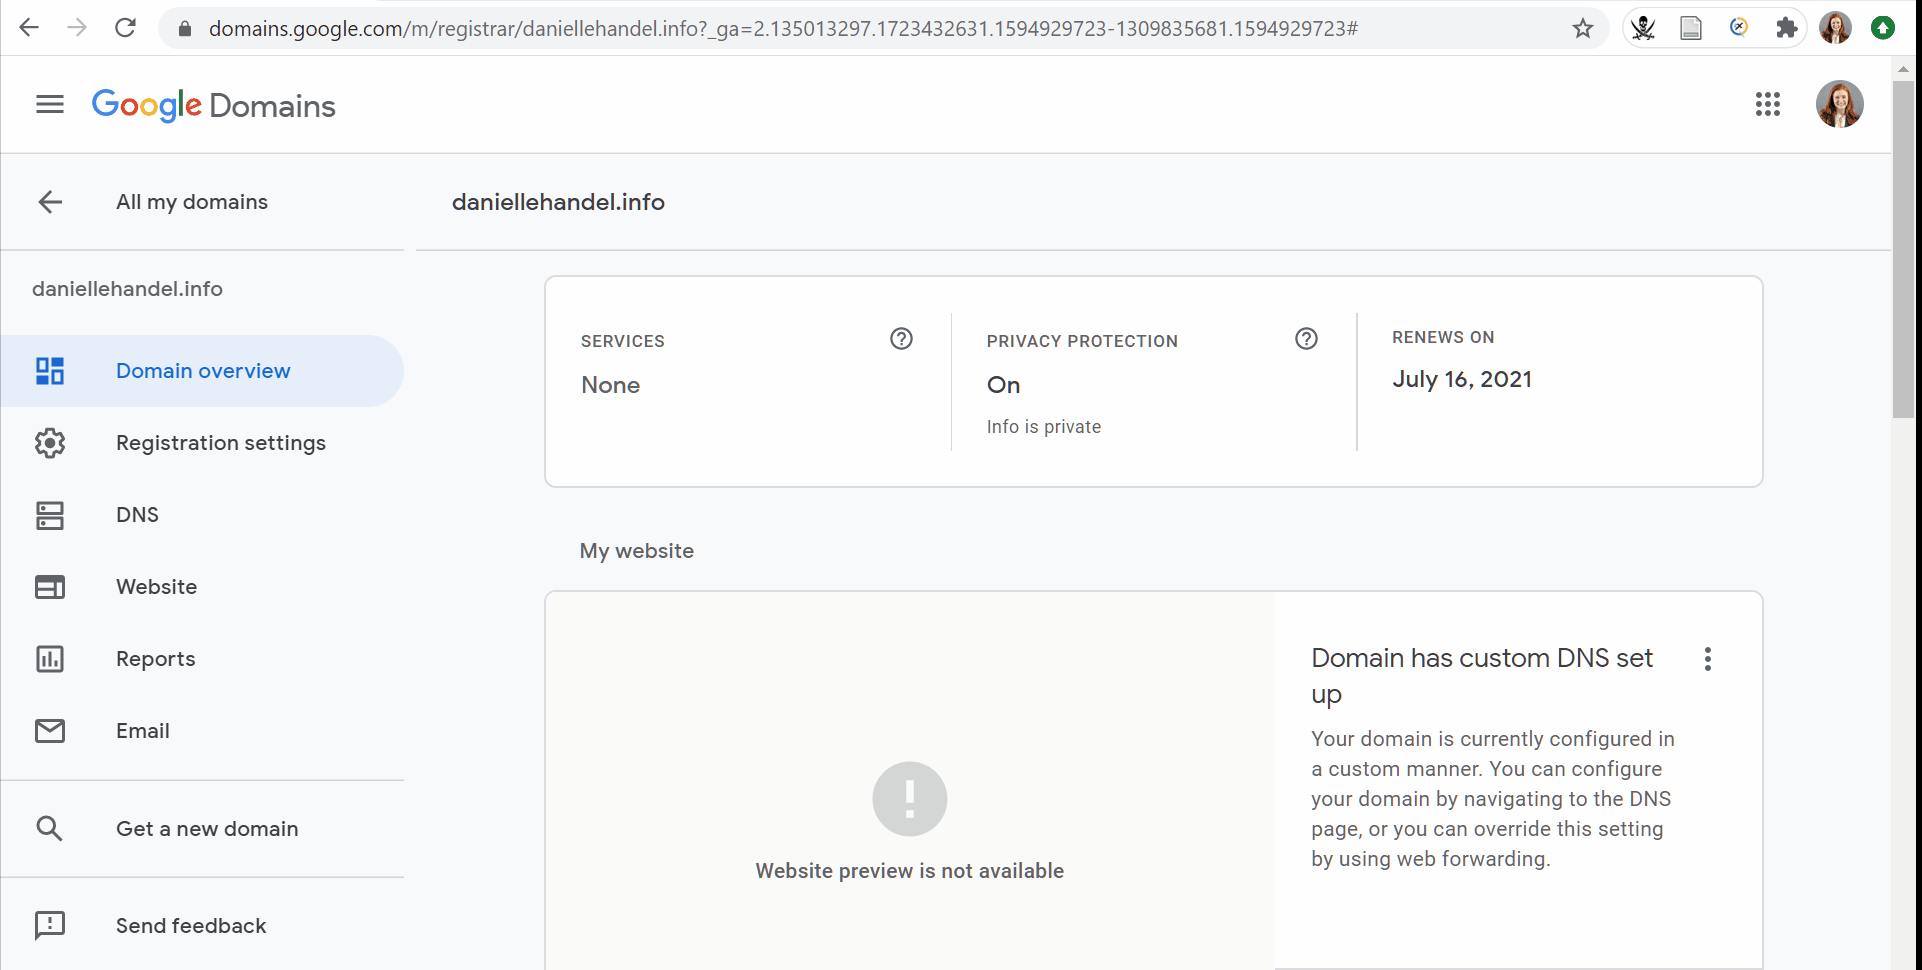 domains.google.com/m/registrar/daniellehandel.info?_ga=2.135013297.1723432631.1594929723-1309835681.1594929723#
Google Domains
All my domains
daniellehandel.info
daniellehandel.info
Domain overview
Registration settings
DNS
Website
Reports
Email
Get a new domain
Send feedback
SERVICES
None
PRIVACY PROTECTION
On
Info is private
RENEWS ON
July 16, 2021
My website
Website preview is not available
Domain has custom DNS set
up
Your domain is currently configured in
a custom manner. You can configure
your domain by navigating to the DNS
page, or you can override this setting
by using web forwarding.